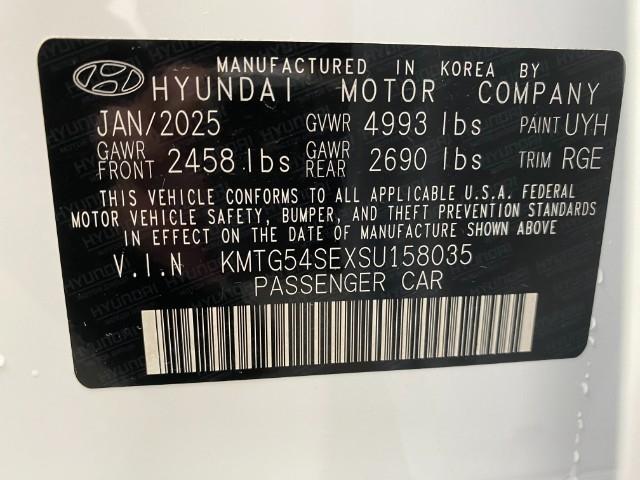 MANUFACTURED IN KOREA BY
HYUNDAI MOTOR COMPANY
JAN/2025 GVWR 4993 lbs PAINT UYH
GAWR FRONT 2458 lbs GAWR REAR 2690 lbs TRIM RGE
THIS VEHICLE CONFORMS TO ALL APPLICABLE U.S.A. FEDERAL
MOTOR VEHICLE SAFETY, BUMPER, AND THEFT PREVENTION STANDARDS
IN EFFECT ON THE DATE OF MANUFACTURE SHOWN ABOVE
V.I.N KMTG54SEXSU158035
PASSENGER CAR